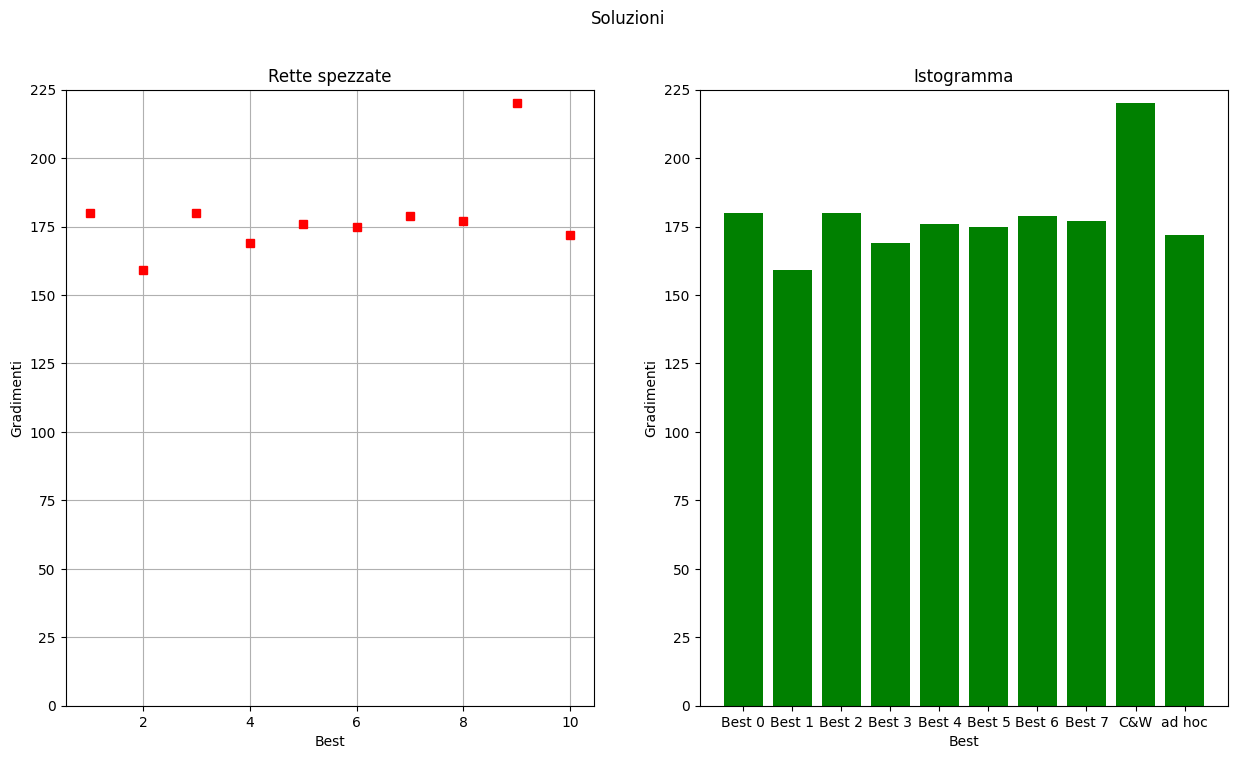 Soluzioni
Rette spezzate
225
200
175
150
125
100
75
50
25
0
Gradimenti
2 4 6 8 10
Best
Istogramma
225
200
175
150
125
100
75
50
25
0
Gradimenti
Best 0 Best 1 Best 2 Best 3 Best 4 Best 5 Best 6 Best 7 C&W ad hoc
Best